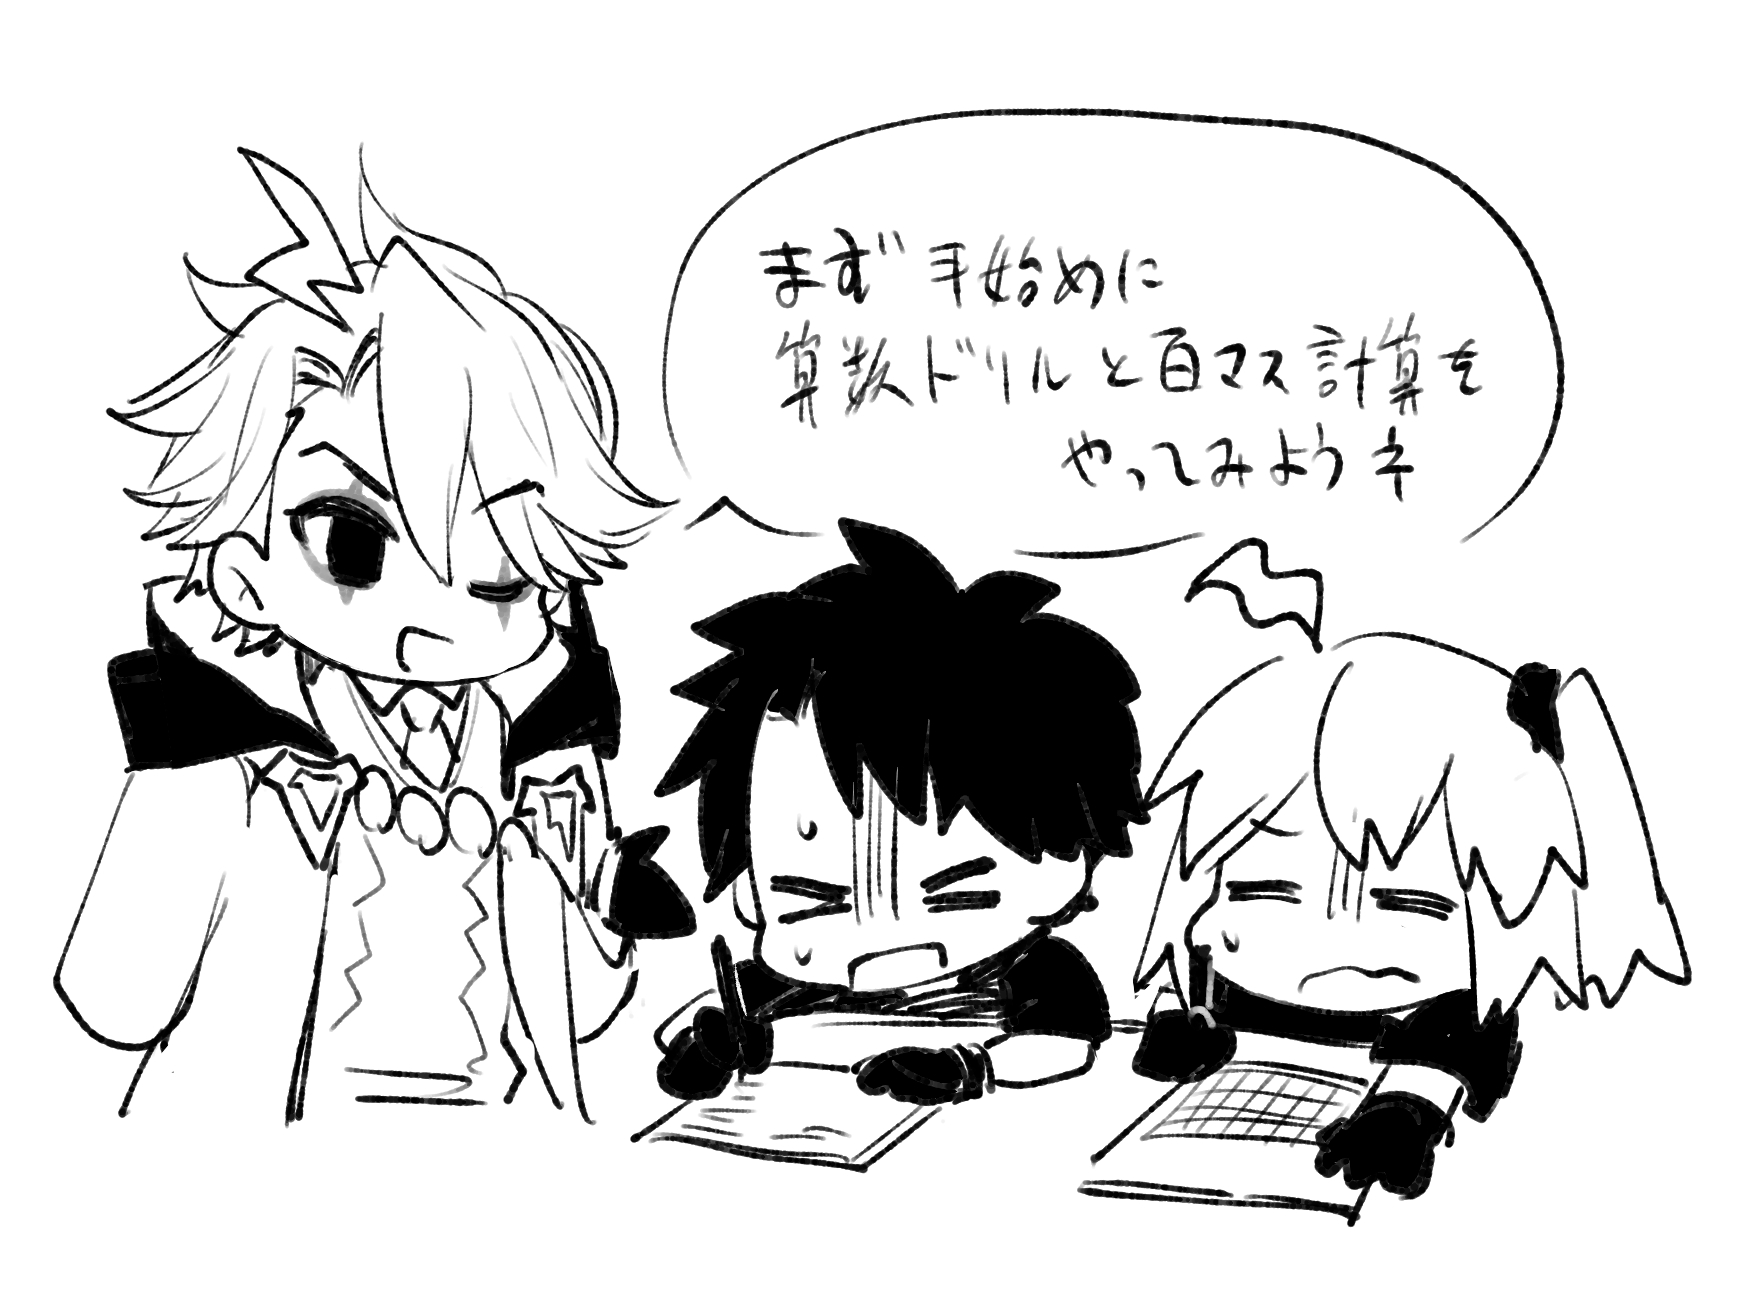 まず手始めに
算数ドリルと百マス計算を
やってみようネ